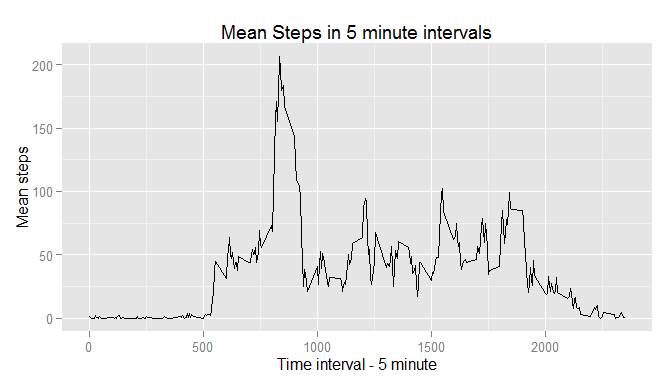 Mean Steps in 5 minute intervals
200
150
100
50
0
Mean steps
0 500 1000 1500 2000
Time interval - 5 minute